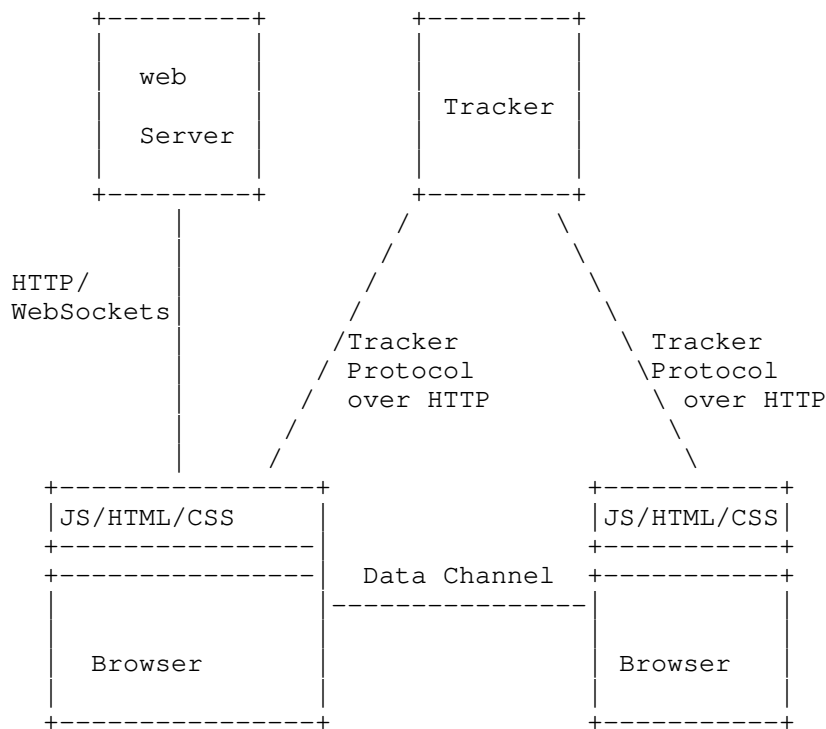 web
Server
Tracker
HTTP/
WebSockets
Tracker
Protocol
over HTTP
Tracker
Protocol
over HTTP
JS/HTML/CSS
JS/HTML/CSS
Data Channel
Browser
Browser